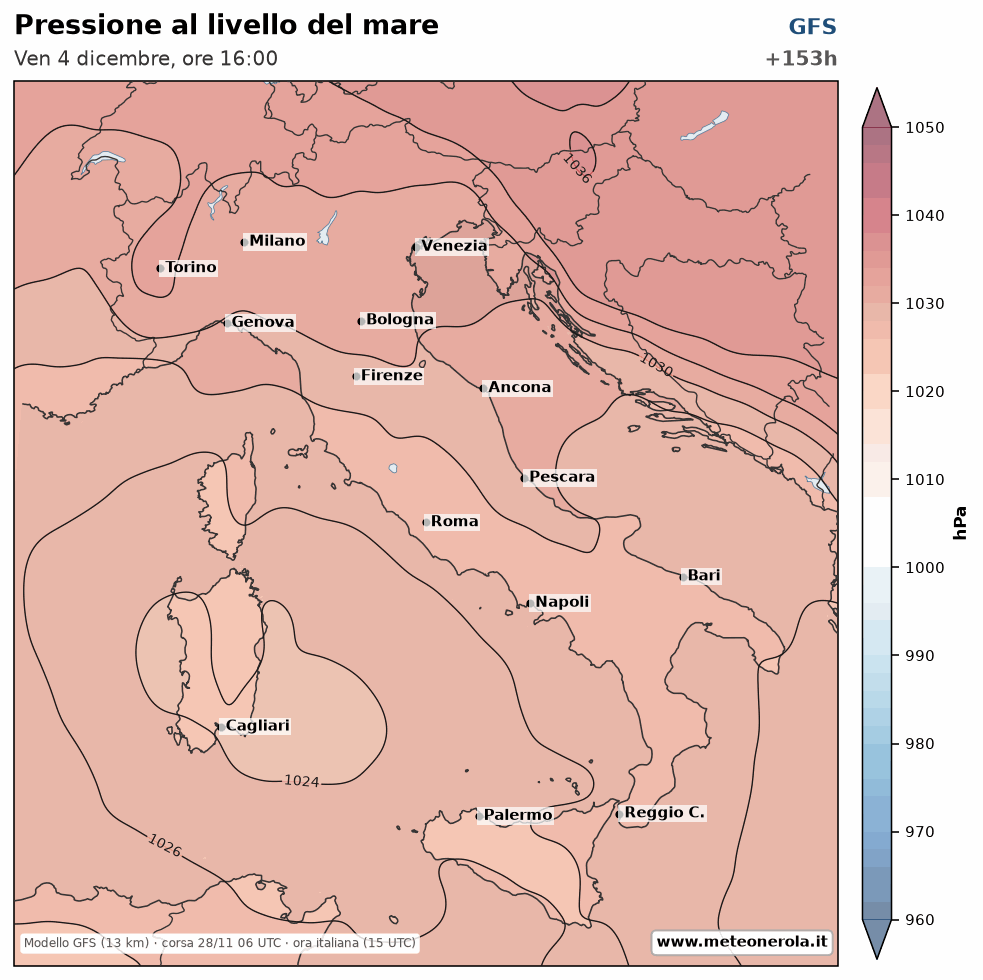 Pressione al livello del mare
GFS
Ven 4 dicembre, ore 16:00
+153h
1036
Milano
Venezia
Torino
Genova
Bologna
1030
Firenze
Ancona
Pescara
Roma
Bari
Napoli
Cagliari
1024
Palermo
Reggio C.
1026
Modello GFS (13 km) · corsa 28/11 06 UTC · ora italiana (15 UTC)
www.meteonerola.it
1050
1040
1030
1020
1010
1000
990
980
970
960
hPa